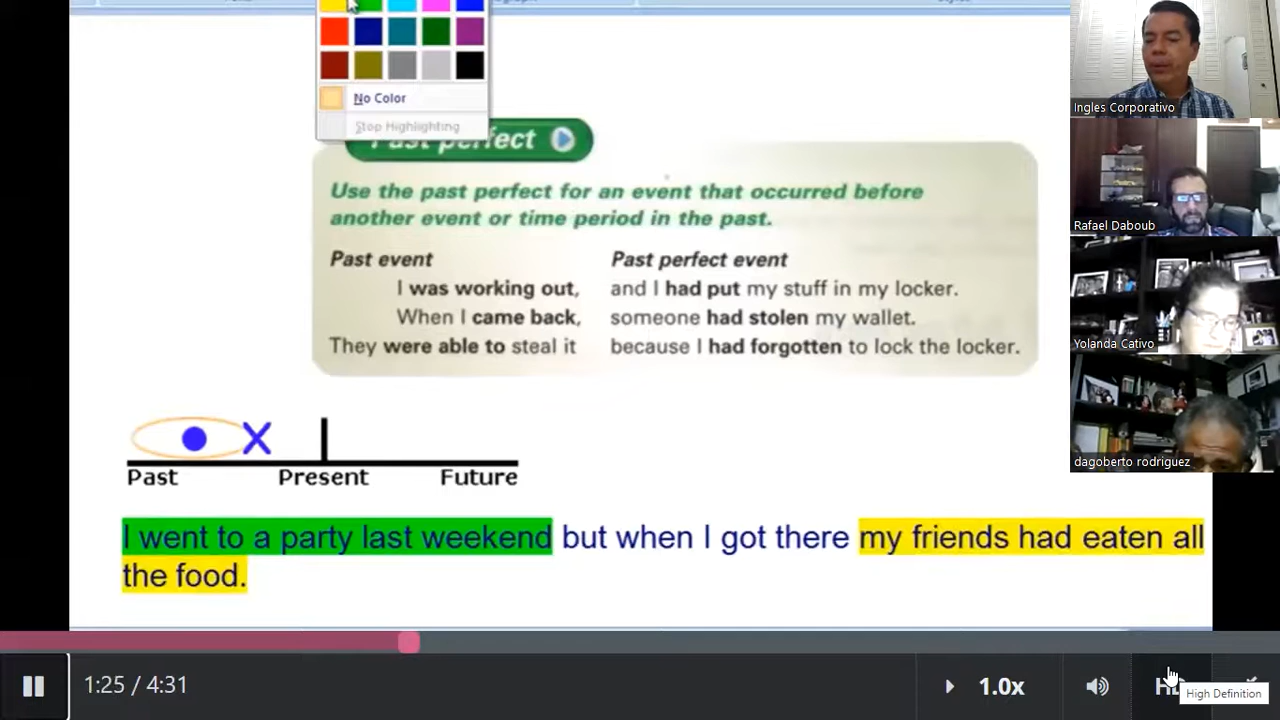 No Color
Stop Highlighting
Past perfect
Use the past perfect for an event that occurred before
another event or time period in the past.
Past event Past perfect event
I was working out, and I had put my stuff in my locker.
When I came back, someone had stolen my wallet.
They were able to steal it because I had forgotten to lock the locker.
Past Present Future
I went to a party last weekend but when I got there my friends had eaten all
the food.
Ingles Corporativo
Rafael Daboub
Yolanda Cativo
dagoberto rodriguez
1:25 / 4:31
1.0x
HD
High Definition